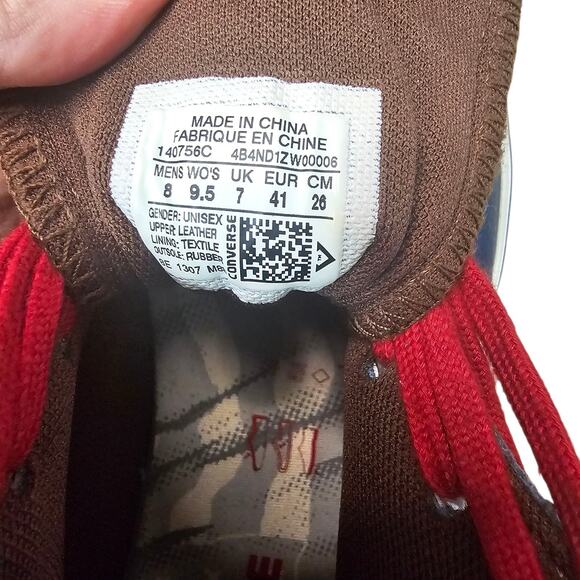 MADE IN CHINA
FABRIQUE EN CHINE
140756C 4B4ND1ZW00006
MENS WO'S UK EUR CM
8 9.5 7 41 26
GENDER: UNISEX
UPPER: LEATHER
LINING: TEXTILE
OUTSOLE: RUBBER
1307
CONVERSE